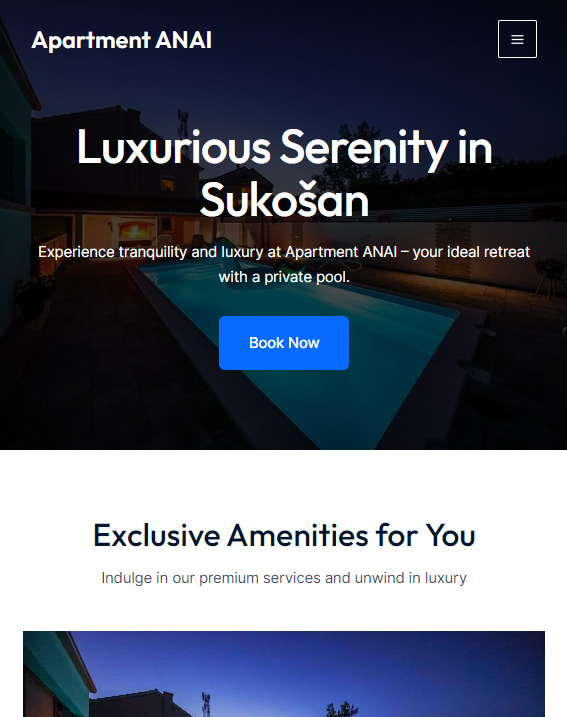 Apartment ANAI
Luxurious Serenity in
Sukošan
Experience tranquility and luxury at Apartment ANAI – your ideal retreat
with a private pool.
Book Now
Exclusive Amenities for You
Indulge in our premium services and unwind in luxury